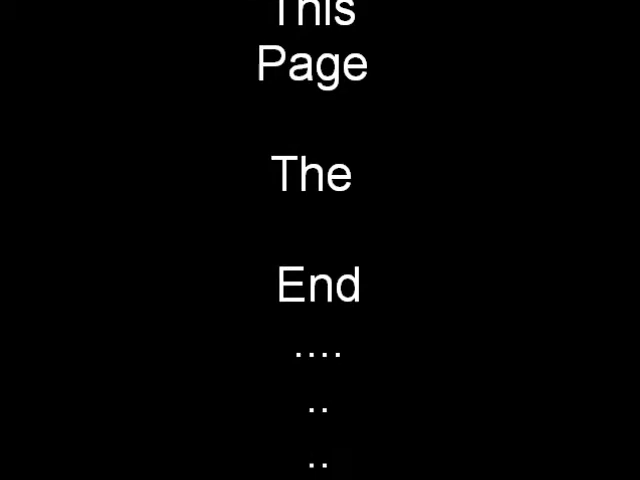 This
Page
The
End
....
..
..